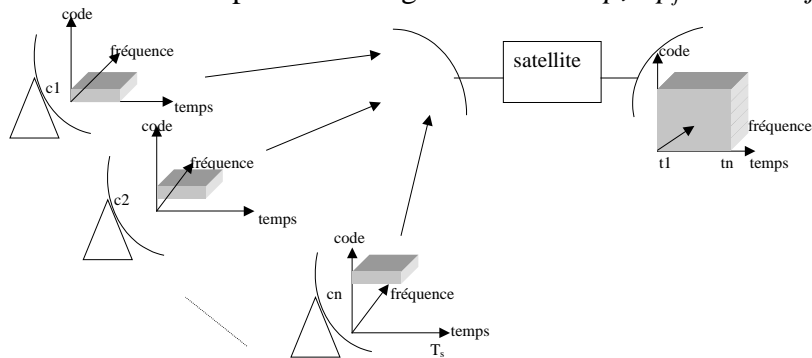 code
fréquence
c1
temps
code
fréquence
c2
temps
code
cn
fréquence
temps
Ts
satellite
code
fréquence
t1
tn
temps